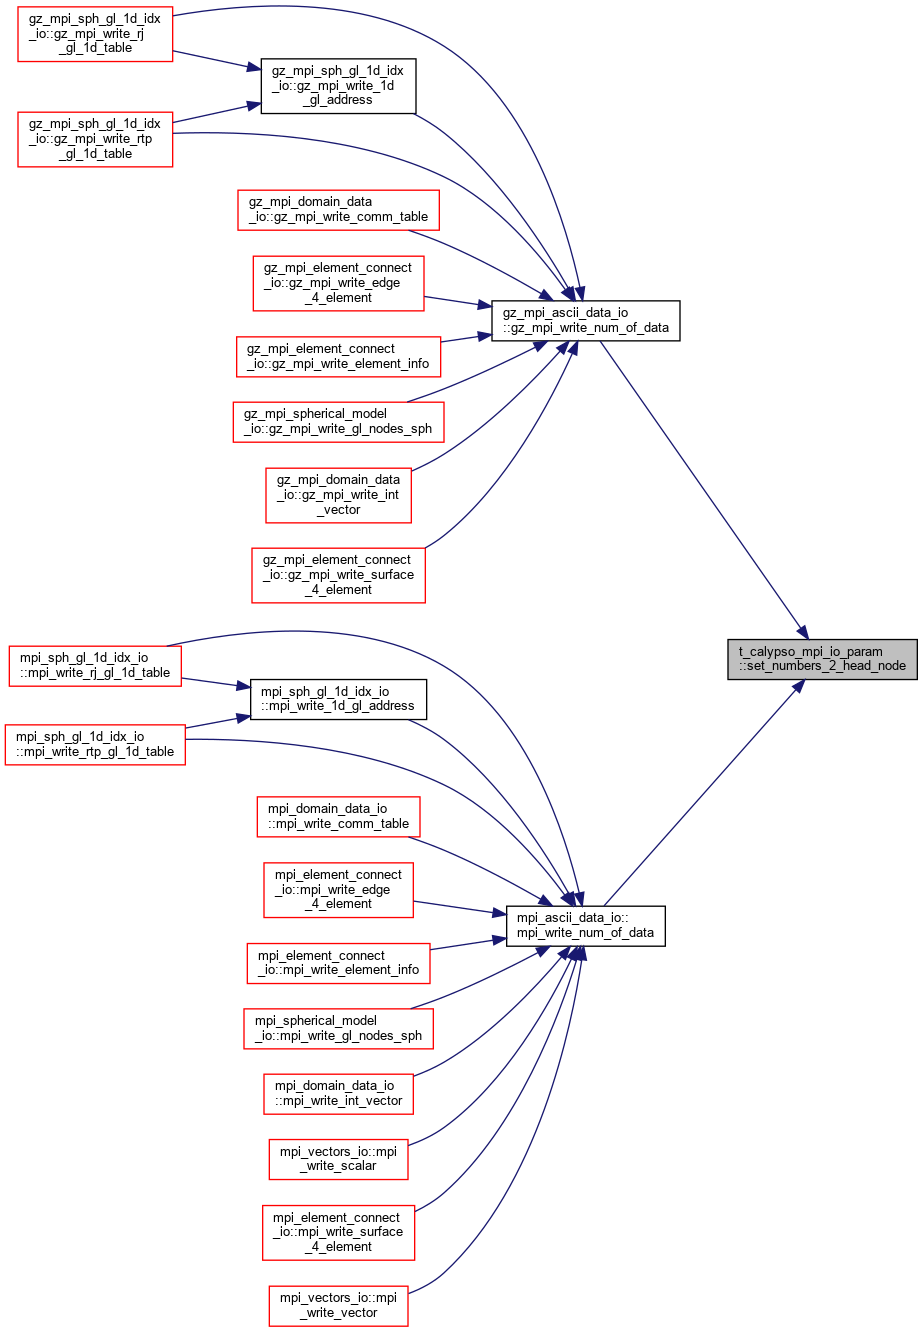 gz_mpi_sph_gl_1d_idx
_io::gz_mpi_write_rj
_gl_1d_table
gz_mpi_sph_gl_1d_idx
_io::gz_mpi_write_1d
_gl_address
gz_mpi_sph_gl_1d_idx
_io::gz_mpi_write_rtp
_gl_1d_table
gz_mpi_domain_data
_io::gz_mpi_write_comm_table
gz_mpi_element_connect
_io::gz_mpi_write_edge
_4_element
gz_mpi_ascii_data_io
::gz_mpi_write_num_of_data
gz_mpi_element_connect
_io::gz_mpi_write_element_info
gz_mpi_spherical_model
_io::gz_mpi_write_gl_nodes_sph
gz_mpi_domain_data
_io::gz_mpi_write_int
_vector
gz_mpi_element_connect
_io::gz_mpi_write_surface
_4_element
t_calypso_mpi_io_param
::set_numbers_2_head_node
mpi_sph_gl_1d_idx_io
::mpi_write_rj_gl_1d_table
mpi_sph_gl_1d_idx_io
::mpi_write_1d_gl_address
mpi_sph_gl_1d_idx_io
::mpi_write_rtp_gl_1d_table
mpi_domain_data_io
::mpi_write_comm_table
mpi_element_connect
_io::mpi_write_edge
_4_element
mpi_ascii_data_io::
mpi_write_num_of_data
mpi_element_connect
_io::mpi_write_element_info
mpi_spherical_model
_io::mpi_write_gl_nodes_sph
mpi_domain_data_io
::mpi_write_int_vector
mpi_vectors_io::mpi
_write_scalar
mpi_element_connect
_io::mpi_write_surface
_4_element
mpi_vectors_io::mpi
_write_vector